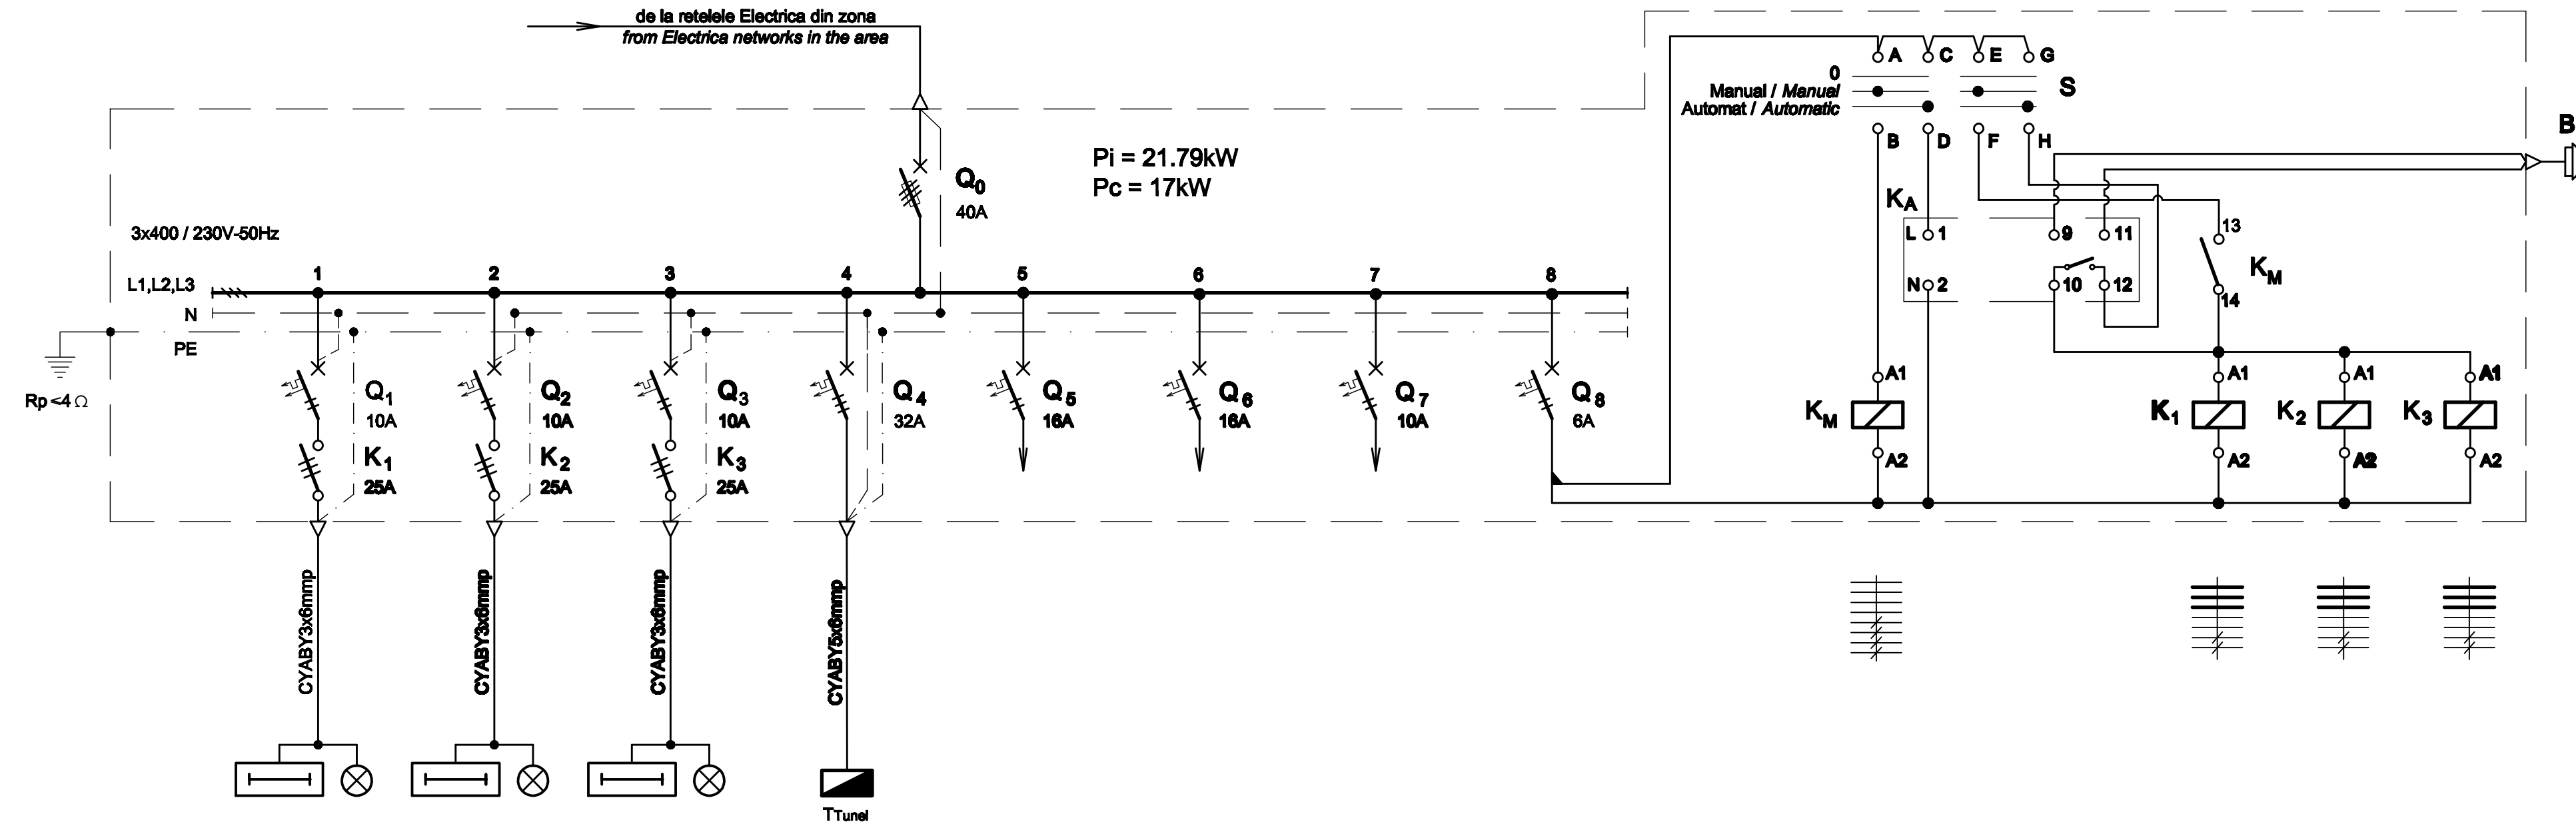 de la retelele Electrica din zona
from Electrica networks in the area
A C E G
0
Manual / Manual
Automat / Automatic
S
B D F H
B
Pi = 21.79kW
Pc = 17kW
Q0
40A
KA
3x400 / 230V-50Hz
L 1
9 11
13
KM
N 2
10 12
14
L1,L2,L3
1 2 3 4 5 6 7 8
N
PE
Rp <4 Ω
Q1
10A
Q2
10A
Q3
10A
Q4
32A
Q5
16A
Q6
16A
Q7
10A
Q8
6A
K1
25A
K2
25A
K3
25A
A1 A1 A1 A1
KM K1 K2 K3
A2 A2 A2 A2
CYABY3x6mmp
CYABY3x6mmp
CYABY3x6mmp
CYABY5x6mmp
TTunel